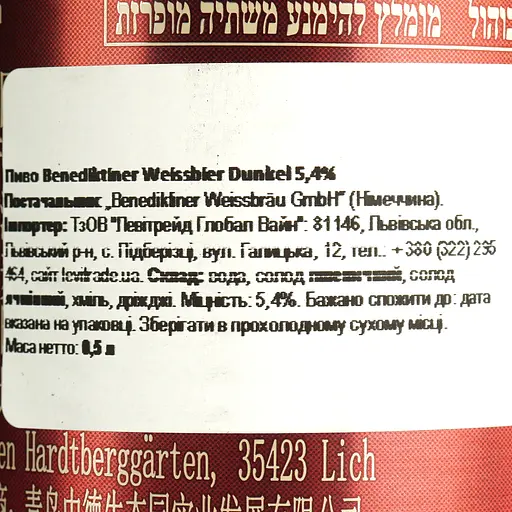 מומלץ להימנע משתיה מופרזת
Пиво Benediktiner Weissbier Dunkel 5,4%
Постачальник: „Benediktiner Weissbräu GmbH" (Німеччина).
Імпортер: ТзОВ "Левітрейд Глобал Вайн": 81146, Львівська обл.,
Львівський р-н, с. Підберізці, вул. Галицька, 12, тел.: +380 (322) 295
464, сайт levitrade.ua. Склад: вода, солод пшеничний, солод
ячмінний, хміль, дріжджі. Міцність: 5,4%. Бажано спожити до: дата
вказана на упаковці. Зберігати в прохолодному сухому місці.
Маса нетто: 0,5 л
en Hardtberggärten, 35423 Lich